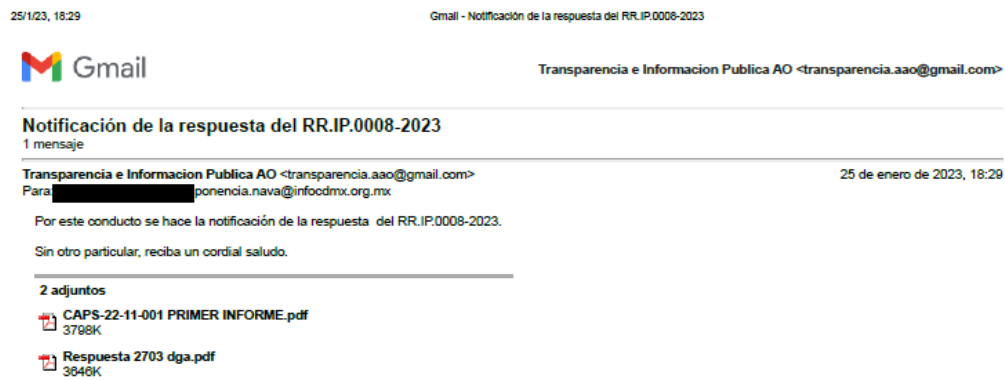 25/1/23, 18:29 Gmail - Notificación de la respuesta del RR.IP.0008-2023
Gmail Transparencia e Informacion Publica AO <transparencia.aao@gmail.com>
Notificación de la respuesta del RR.IP.0008-2023
1 mensaje
Transparencia e Informacion Publica AO <transparencia.aao@gmail.com> 25 de enero de 2023, 18:29
Para: ponencia.nava@infocdmx.org.mx
Por este conducto se hace la notificación de la respuesta del RR.IP.0008-2023.
Sin otro particular, reciba un cordial saludo.
2 adjuntos
CAPS-22-11-001 PRIMER INFORME.pdf
3798K
Respuesta 2703 dga.pdf
3646K